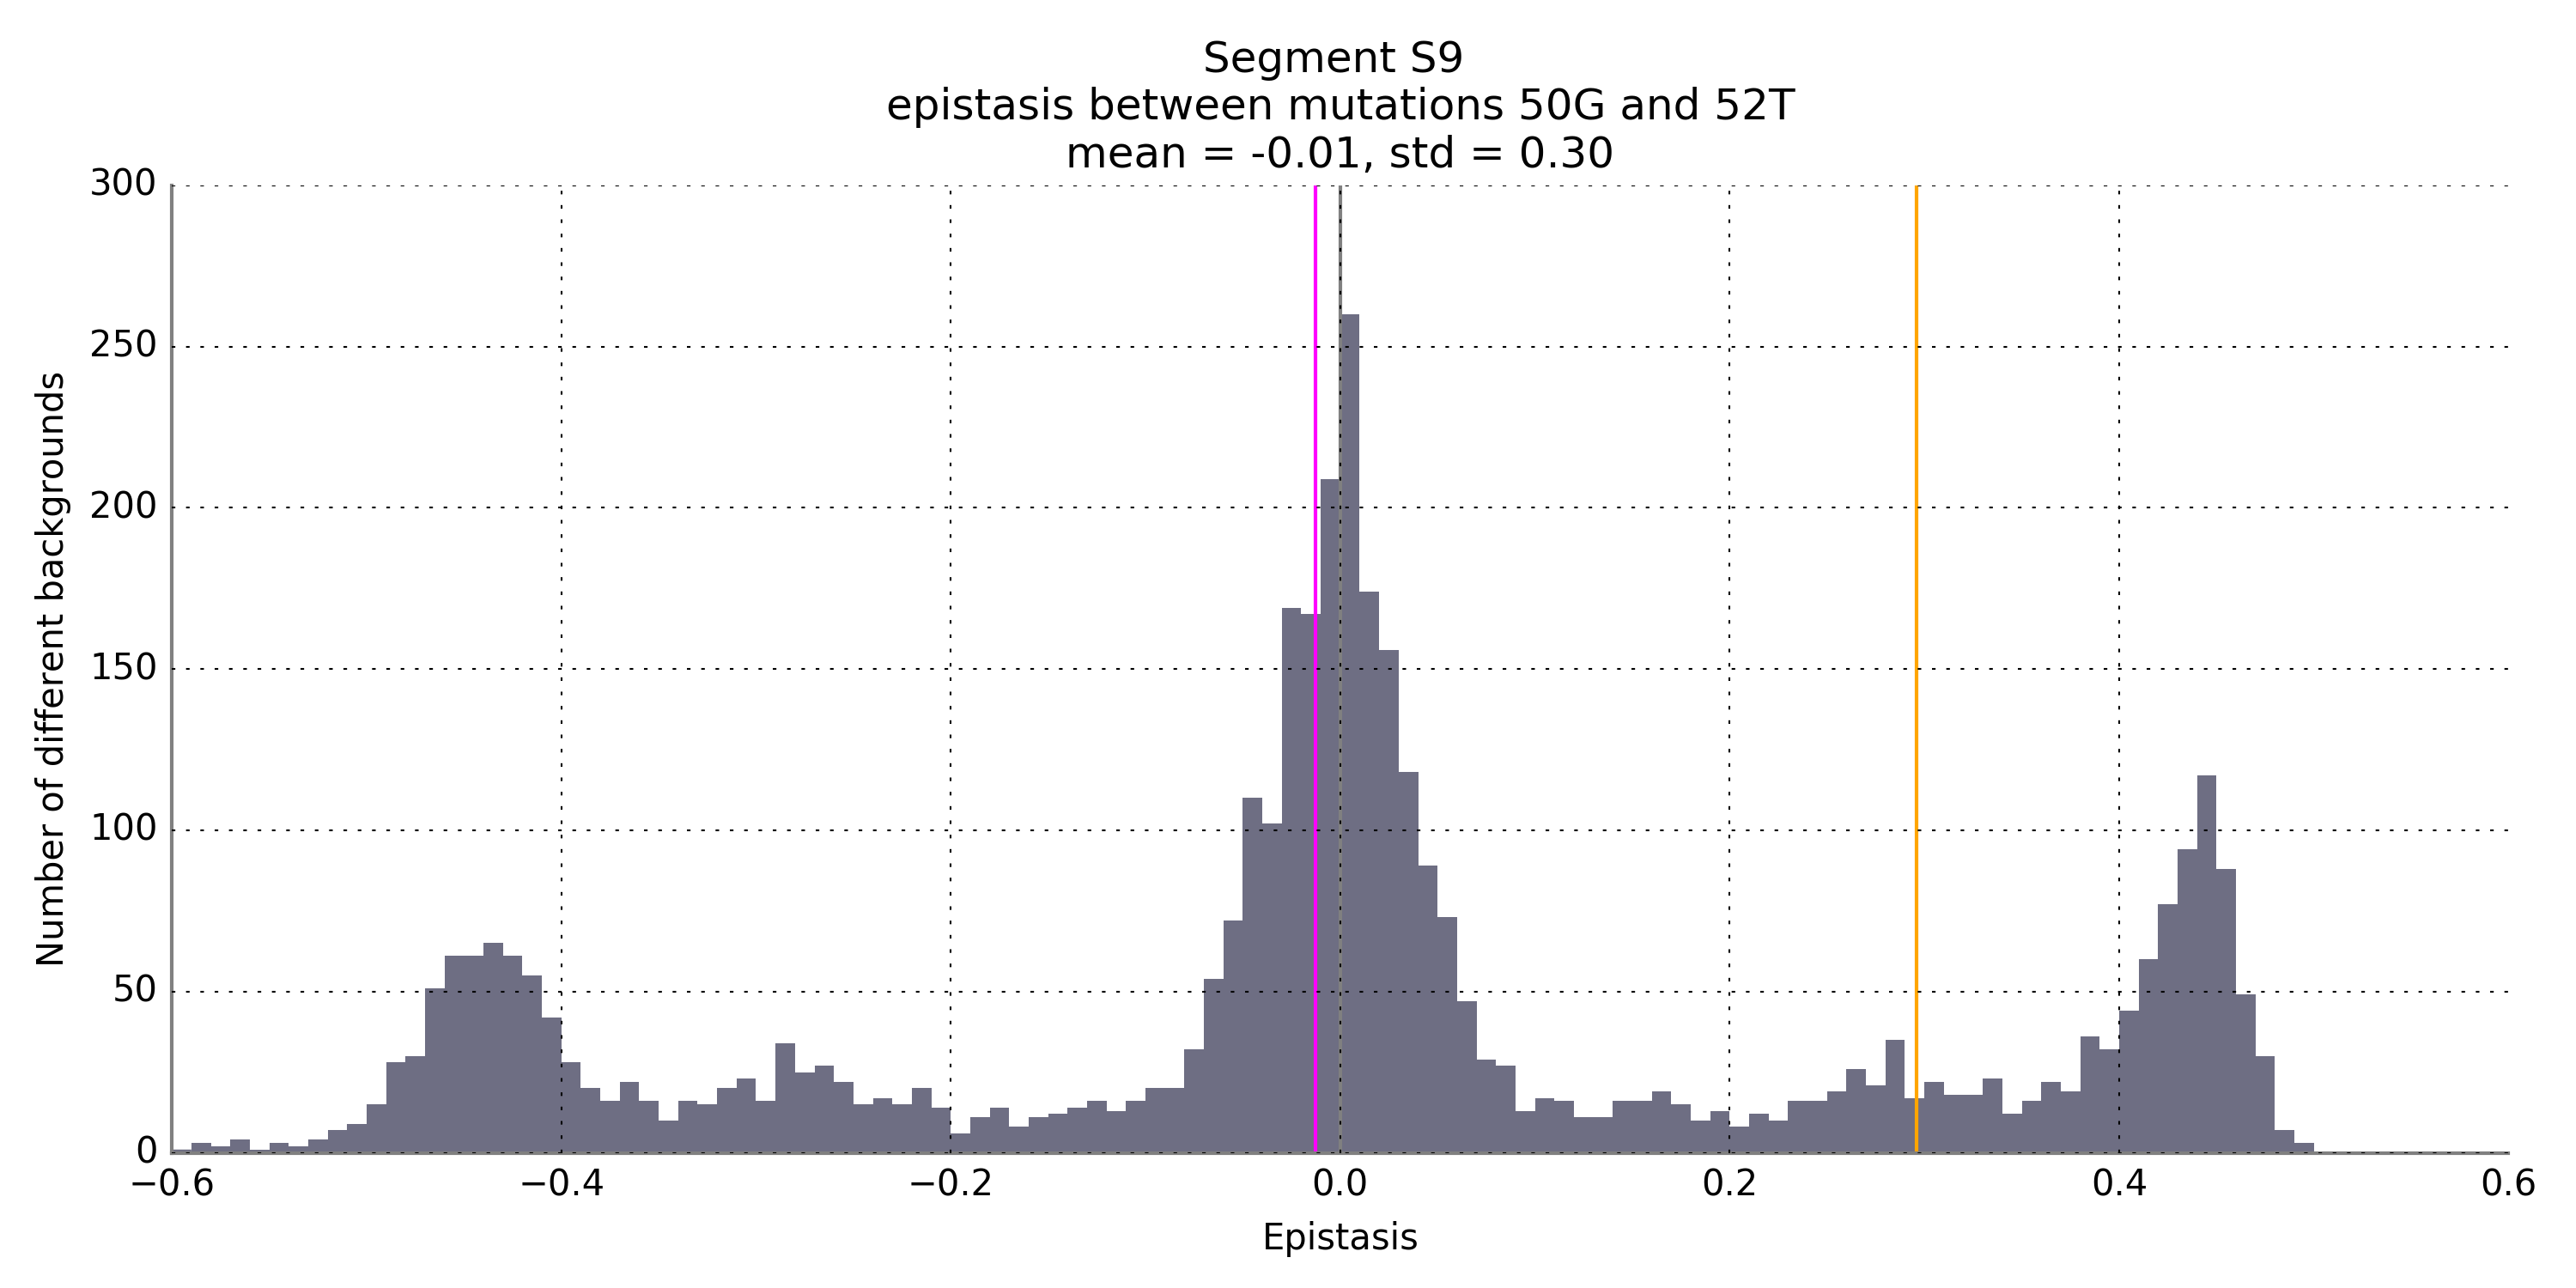 Segment S9
epistasis between mutations 50G and 52T
mean = -0.01, std = 0.30
Number of different backgrounds
300
250
200
150
100
50
0
−0.6 −0.4 −0.2 0.0 0.2 0.4 0.6
Epistasis